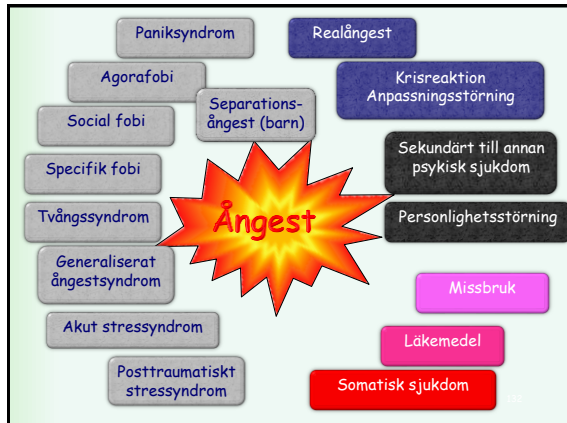 Paniksyndrom
Agorafobi
Separations-
ångest (barn)
Social fobi
Specifik fobi
Tvångssyndrom
Generaliserat
ångestsyndrom
Akut stressyndrom
Posttraumatiskt
stressyndrom
Ångest
Realångest
Krisreaktion
Anpassningsstörning
Sekundärt till annan
psykisk sjukdom
Personlighetsstörning
Missbruk
Läkemedel
Somatisk sjukdom